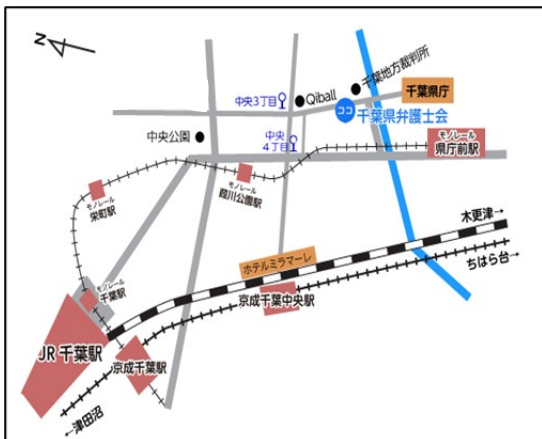 N
千葉地方裁判所
Qiball
中央3丁目
千葉県庁
ココ
千葉県弁護士会
中央公園
中央
4丁目
モノレール
県庁前駅
モノレール
葭川公園駅
モノレール
栄町駅
木更津→
ちはら台→
ホテルミラマーレ
京成千葉中央駅
モノレール
千葉駅
JR 千葉駅
京成千葉駅
←津田沼